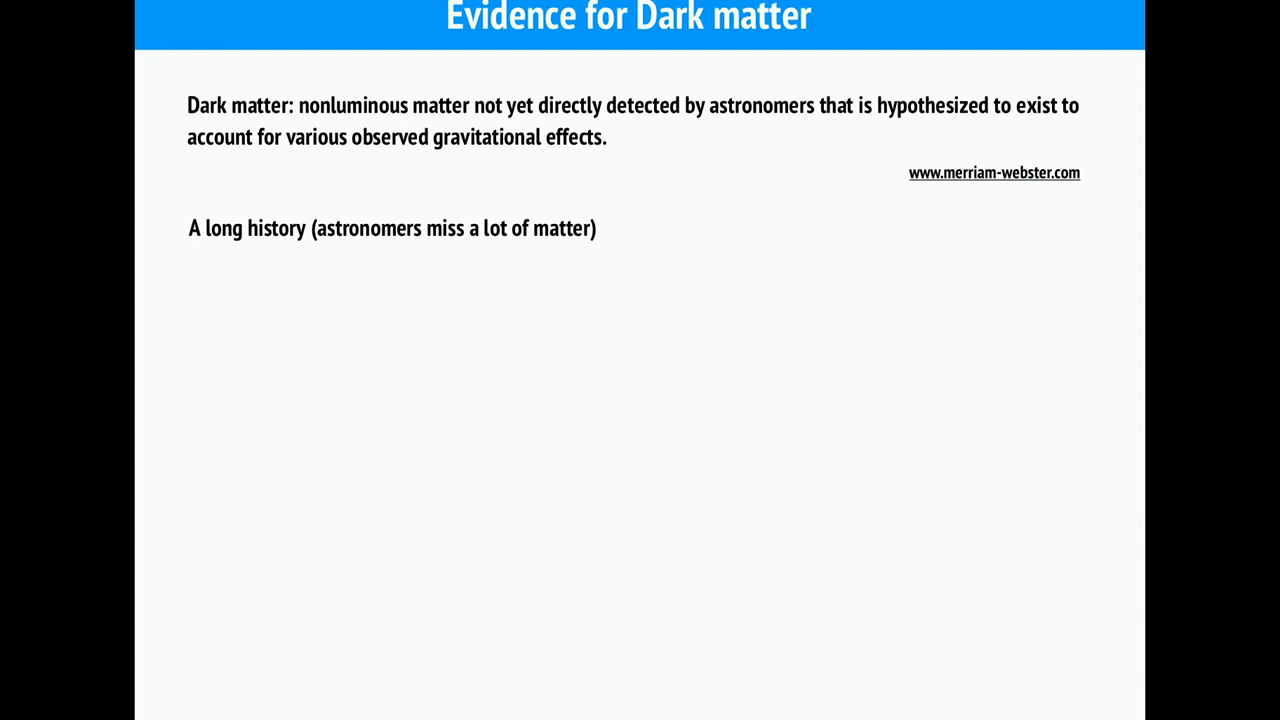 Evidence for Dark matter
Dark matter: nonluminous matter not yet directly detected by astronomers that is hypothesized to exist to
account for various observed gravitational effects.
www.merriam-webster.com
A long history (astronomers miss a lot of matter)